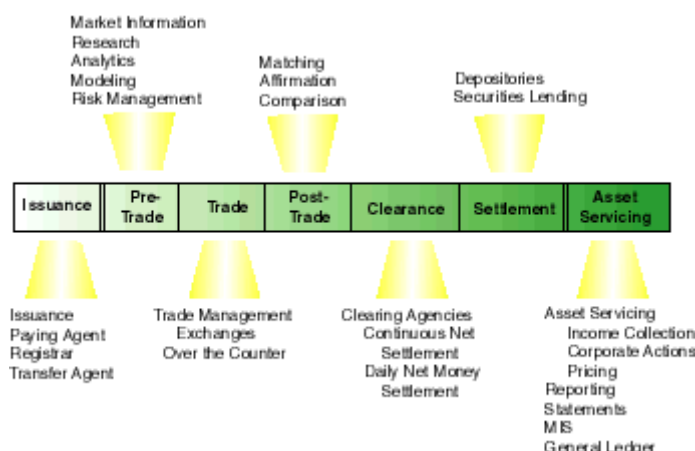 Market Information
Research
Analytics
Modeling
Risk Management
Matching
Affirmation
Comparison
Depositories
Securities Lending
Issuance
Pre-
Trade
Trade
Post-
Trade
Clearance
Settlement
Asset
Servicing
Issuance
Paying Agent
Registrar
Transfer Agent
Trade Management
Exchanges
Over the Counter
Clearing Agencies
Continuous Net
Settlement
Daily Net Money
Settlement
Asset Servicing
Income Collection
Corporate Actions
Pricing
Reporting
Statements
MIS
General Ledger